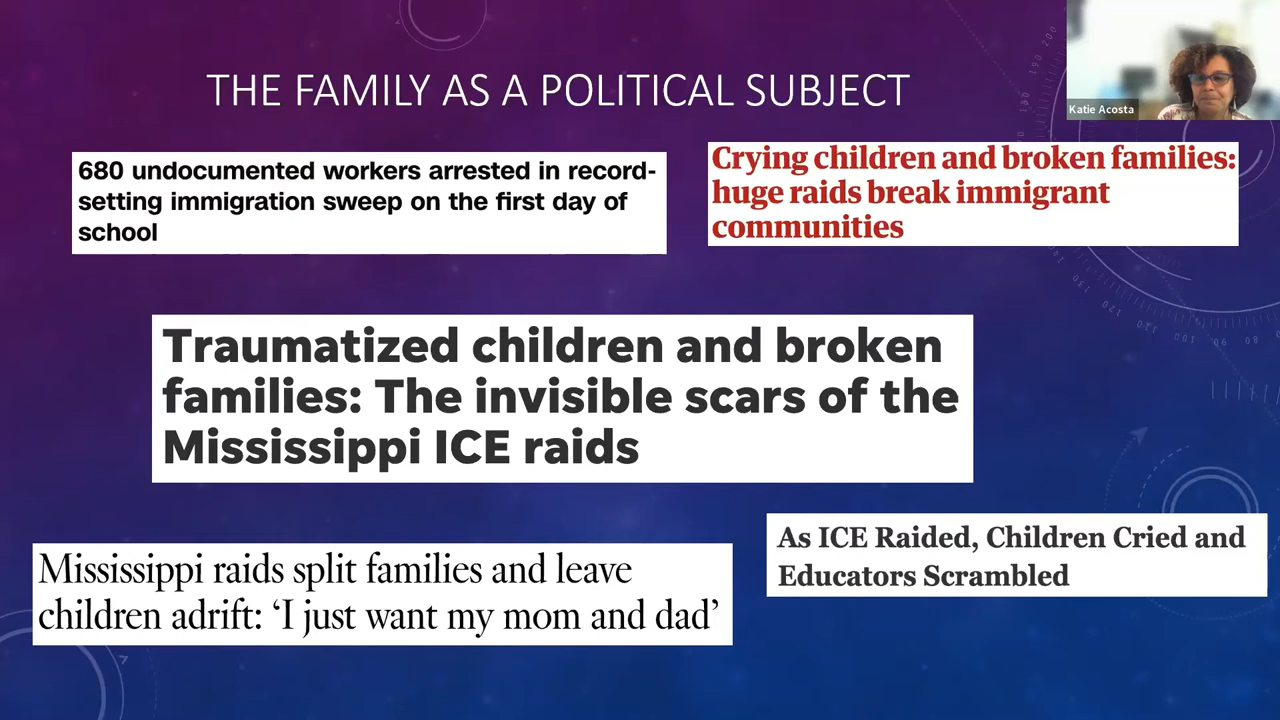 THE FAMILY AS A POLITICAL SUBJECT
Katie Acosta
680 undocumented workers arrested in record-
setting immigration sweep on the first day of
school
Crying children and broken families:
huge raids break immigrant
communities
Traumatized children and broken
families: The invisible scars of the
Mississippi ICE raids
Mississippi raids split families and leave
children adrift: ‘I just want my mom and dad’
As ICE Raided, Children Cried and
Educators Scrambled